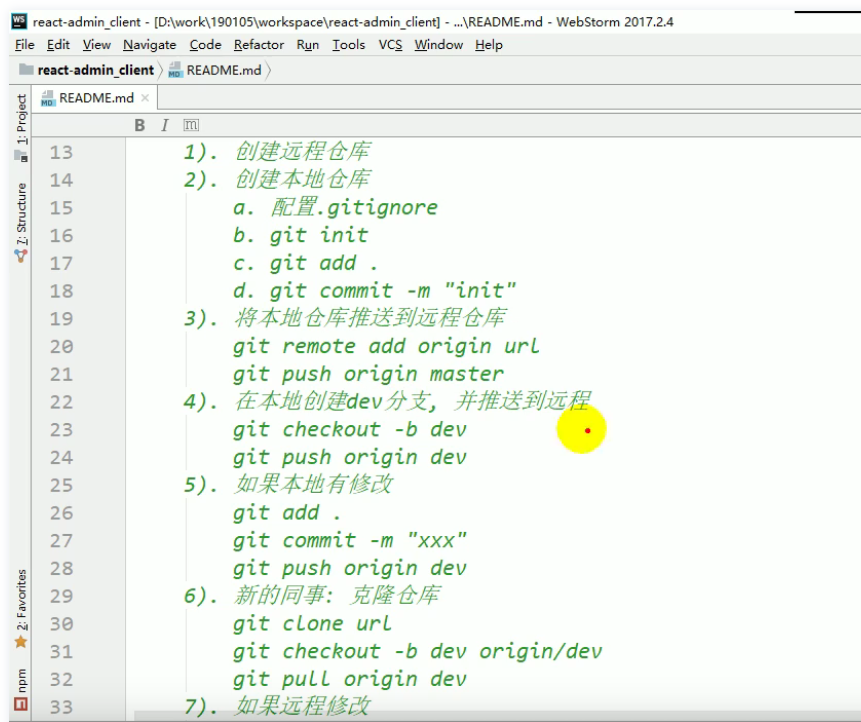 react-admin_client - [D:\work\190105\workspace\react-admin_client] - ...\README.md - WebStorm 2017.2.4
File Edit View Navigate Code Refactor Run Tools VCS Window Help
react-admin_client README.md
README.md
B I m
1: Project
7: Structure
2: Favorites
npm
13 1). 创建远程仓库
14 2). 创建本地仓库
15 a. 配置.gitignore
16 b. git init
17 c. git add .
18 d. git commit -m "init"
19 3). 将本地仓库推送到远程仓库
20 git remote add origin url
21 git push origin master
22 4). 在本地创建dev分支, 并推送到远程
23 git checkout -b dev
24 git push origin dev
25 5). 如果本地有修改
26 git add .
27 git commit -m "xxx"
28 git push origin dev
29 6). 新的同事: 克隆仓库
30 git clone url
31 git checkout -b dev origin/dev
32 git pull origin dev
33 7). 如果远程修改